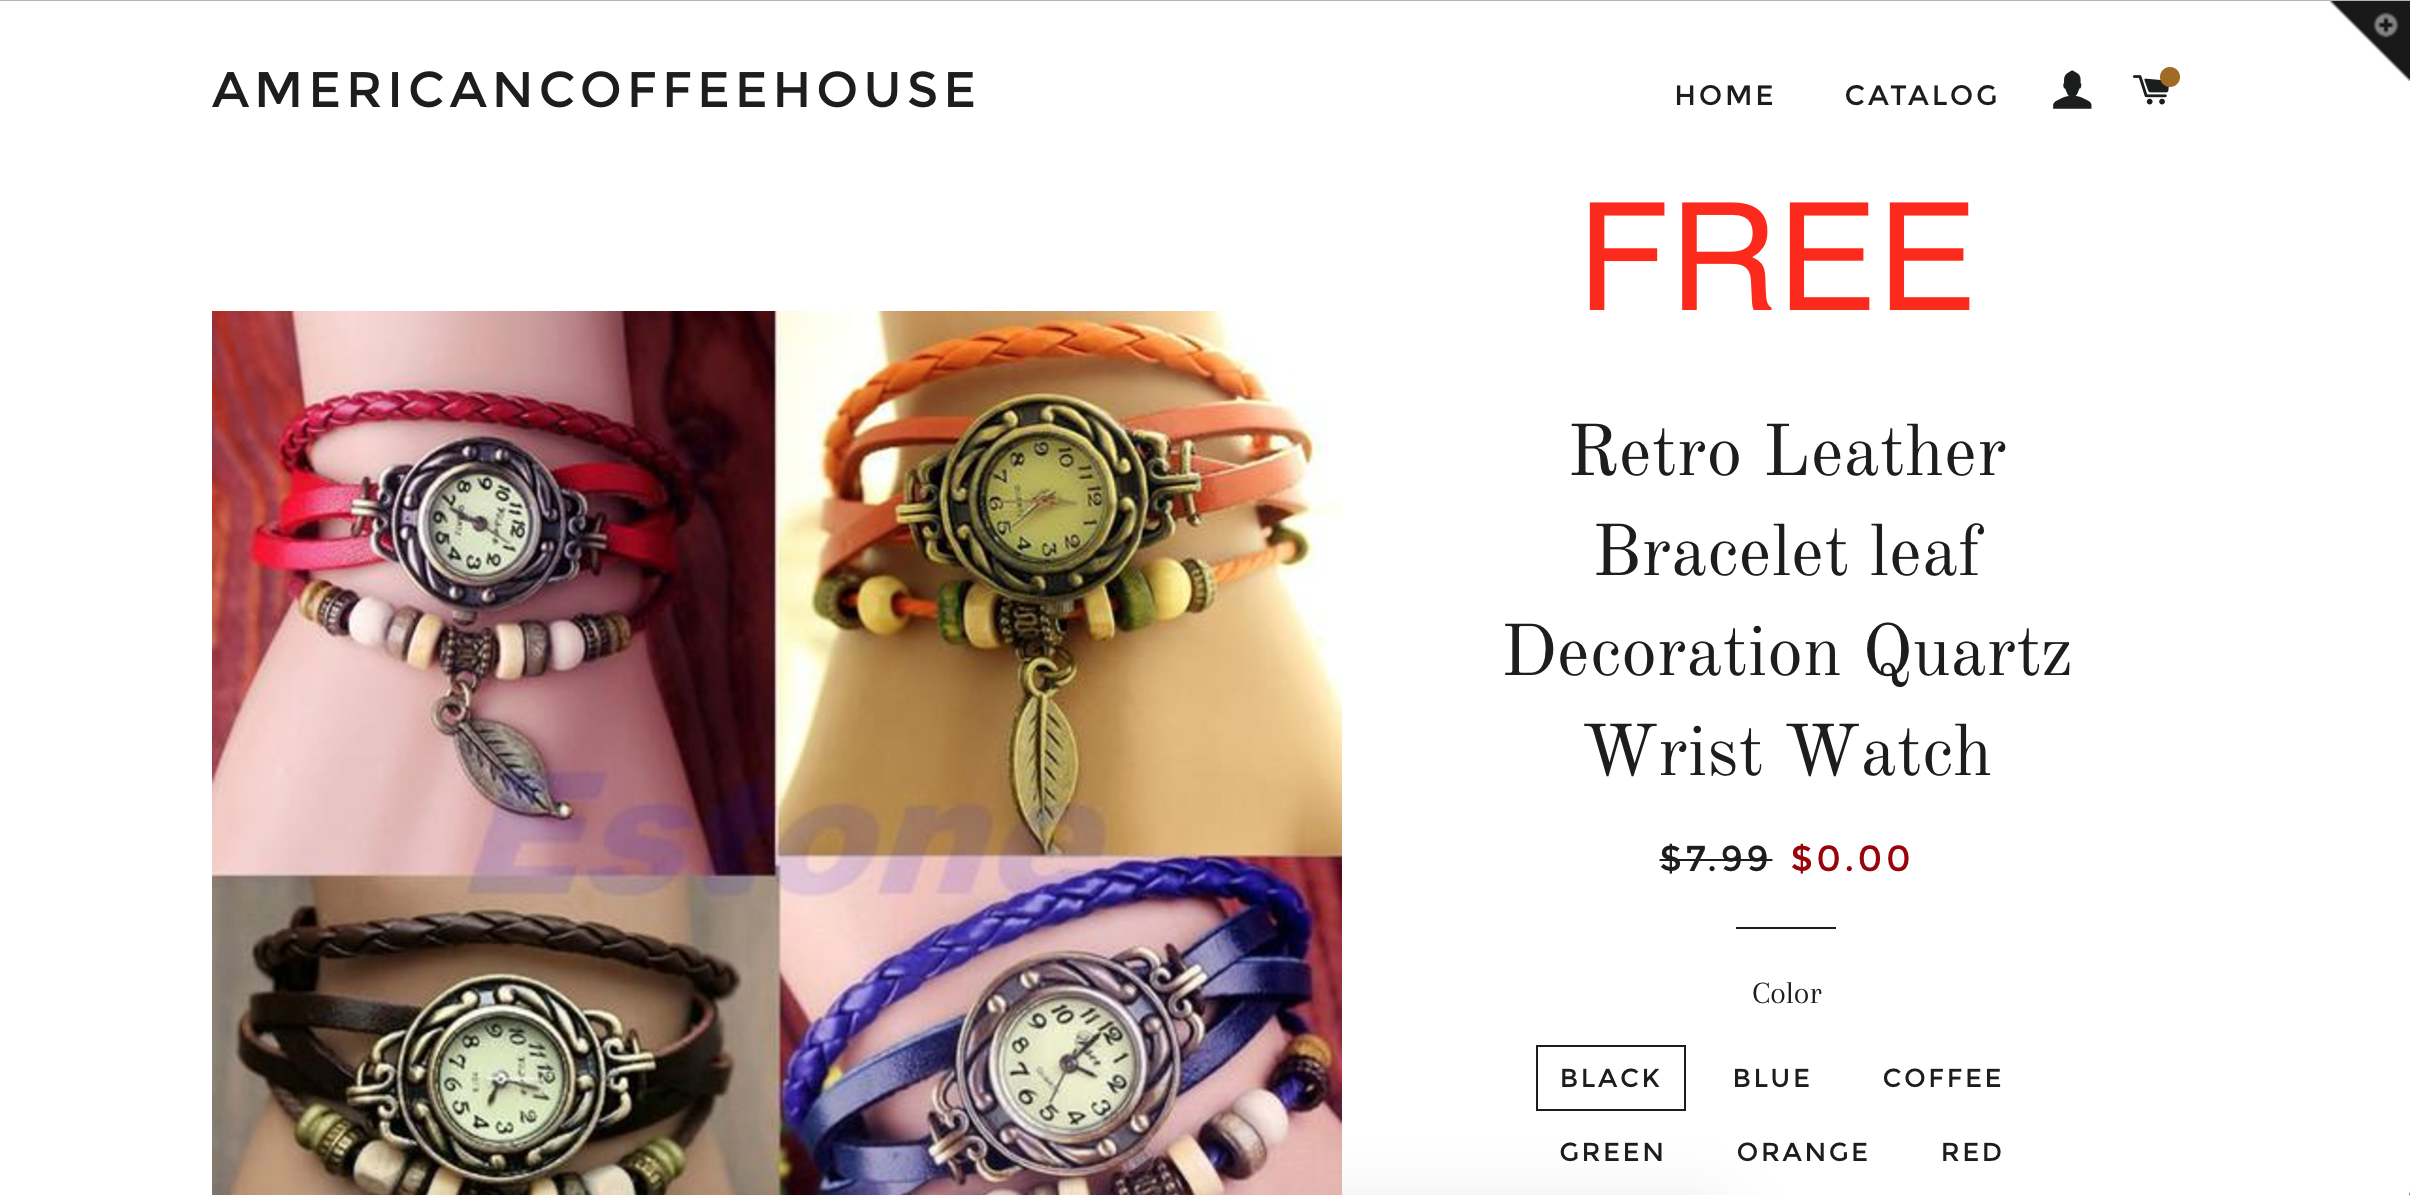 AMERICANCOFFEEHOUSE
HOME CATALOG
FREE
Retro Leather
Bracelet leaf
Decoration Quartz
Wrist Watch
$7.99 $0.00
Color
BLACK BLUE COFFEE
GREEN ORANGE RED
Estone